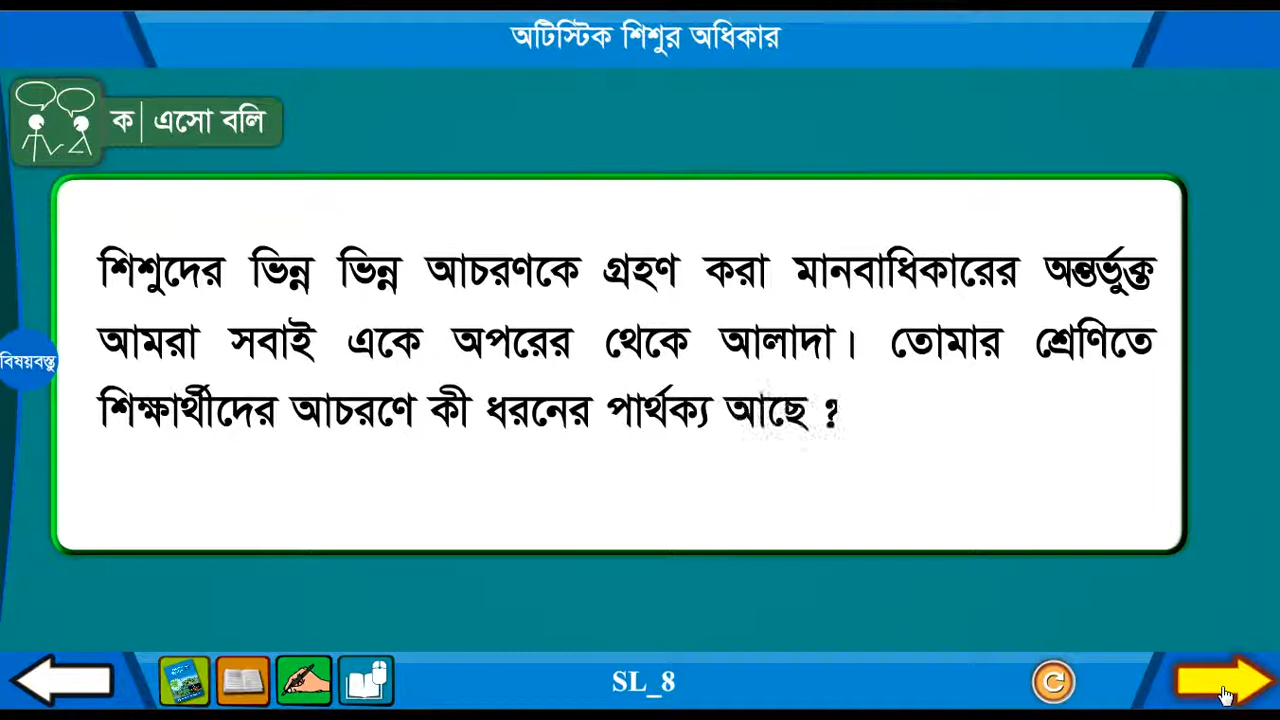 অটিস্টিক শিশুর অধিকার
ক| এসো বলি
শিশুদের ভিন্ন ভিন্ন আচরণকে গ্রহণ করা মানবাধিকারের অন্তর্ভুক্ত
আমরা সবাই একে অপরের থেকে আলাদা। তোমার শ্রেণিতে
শিক্ষার্থীদের আচরণে কী ধরনের পার্থক্য আছে ?
বিষয়বস্তু
SL_8